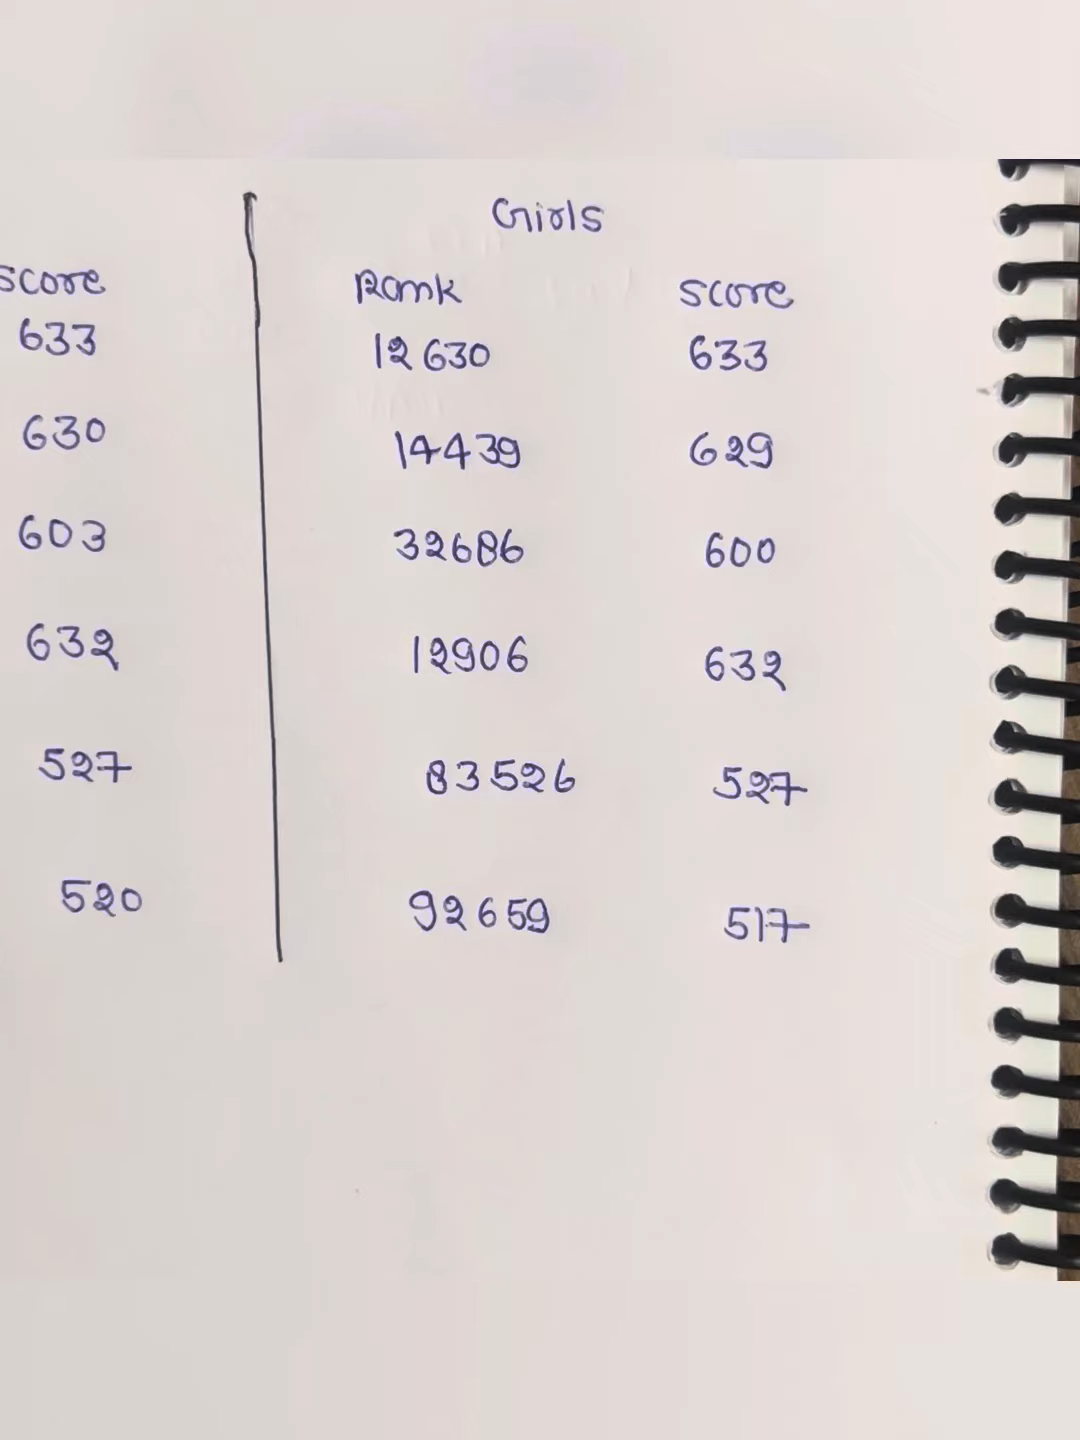 Girls
Score Rank Score
633 12630 633
630 14439 629
603 32686 600
632 12906 632
527 83526 527
520 92659 517